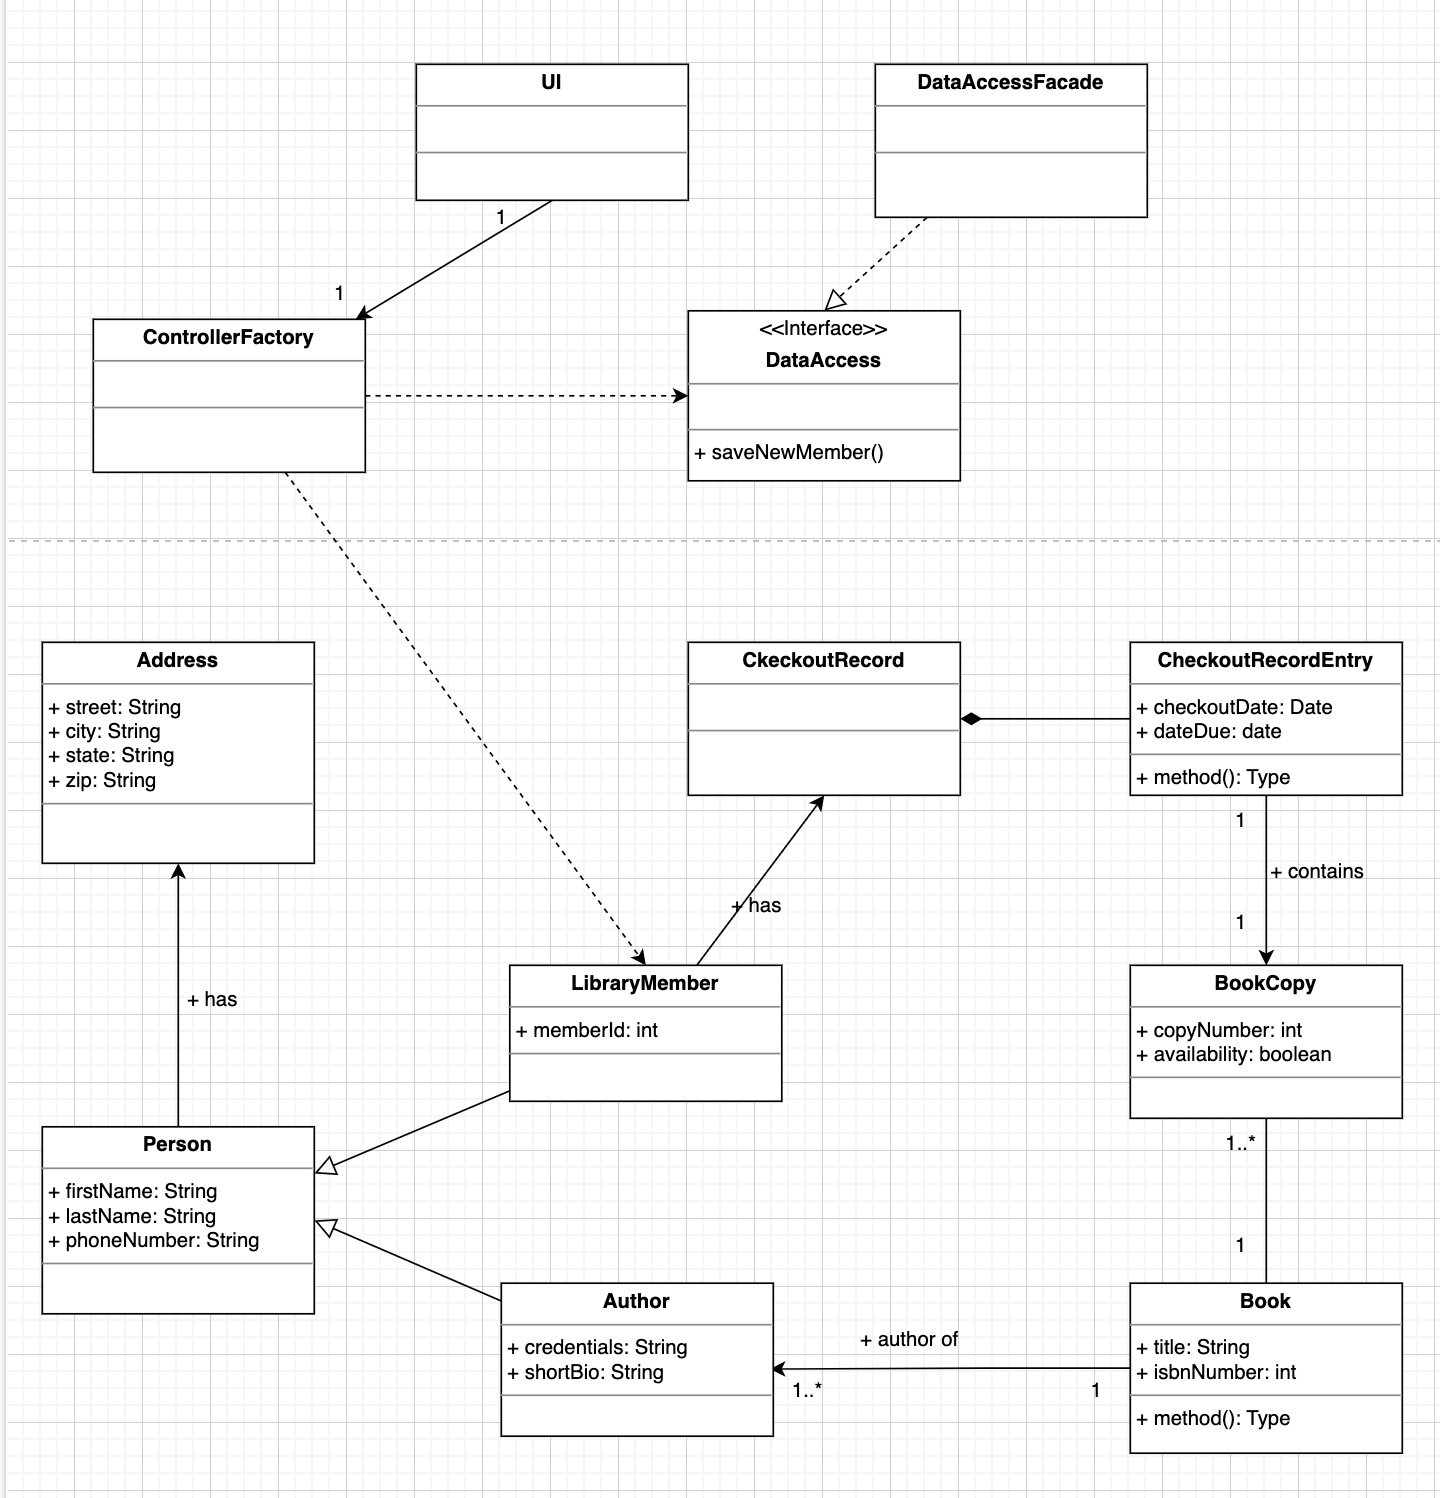 UI
DataAccessFacade
1
1
ControllerFactory
<<Interface>>
DataAccess
+ saveNewMember()
Address
+ street: String
+ city: String
+ state: String
+ zip: String
CkeckoutRecord
CheckoutRecordEntry
+ checkoutDate: Date
+ dateDue: date
+ method(): Type
1
+ contains
1
+ has
+ has
LibraryMember
+ memberId: int
BookCopy
+ copyNumber: int
+ availability: boolean
1..*
1
Person
+ firstName: String
+ lastName: String
+ phoneNumber: String
Author
+ credentials: String
+ shortBio: String
+ author of
1..*
1
Book
+ title: String
+ isbnNumber: int
+ method(): Type